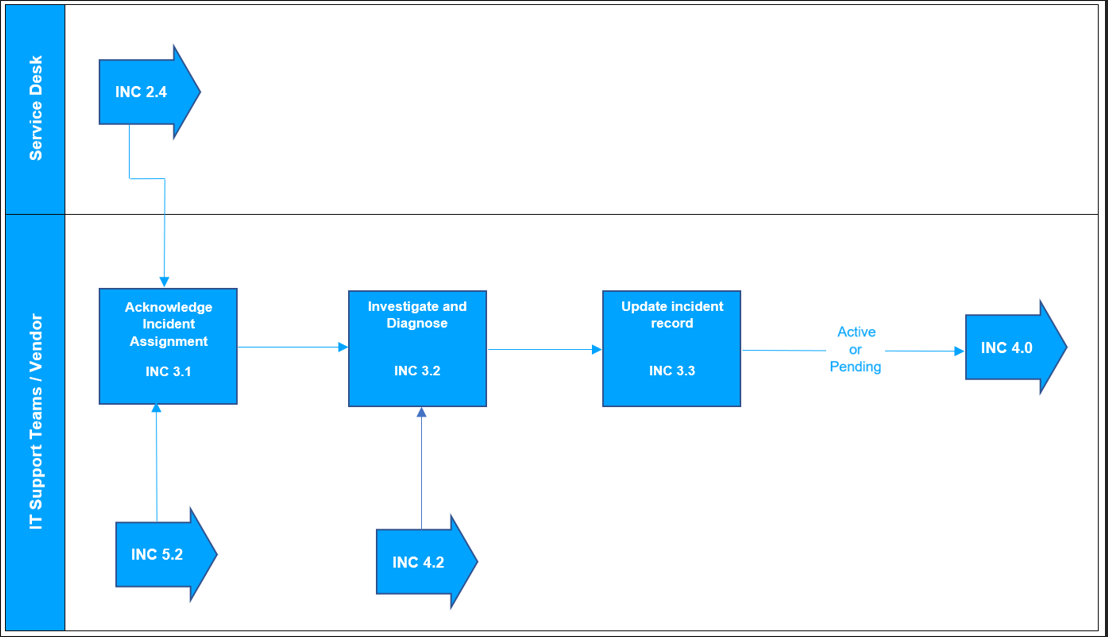 Service Desk
INC 2.4
IT Support Teams / Vendor
Acknowledge
Incident
Assignment
INC 3.1
Investigate and
Diagnose
INC 3.2
Update incident
record
INC 3.3
Active
or
Pending
INC 4.0
INC 5.2
INC 4.2